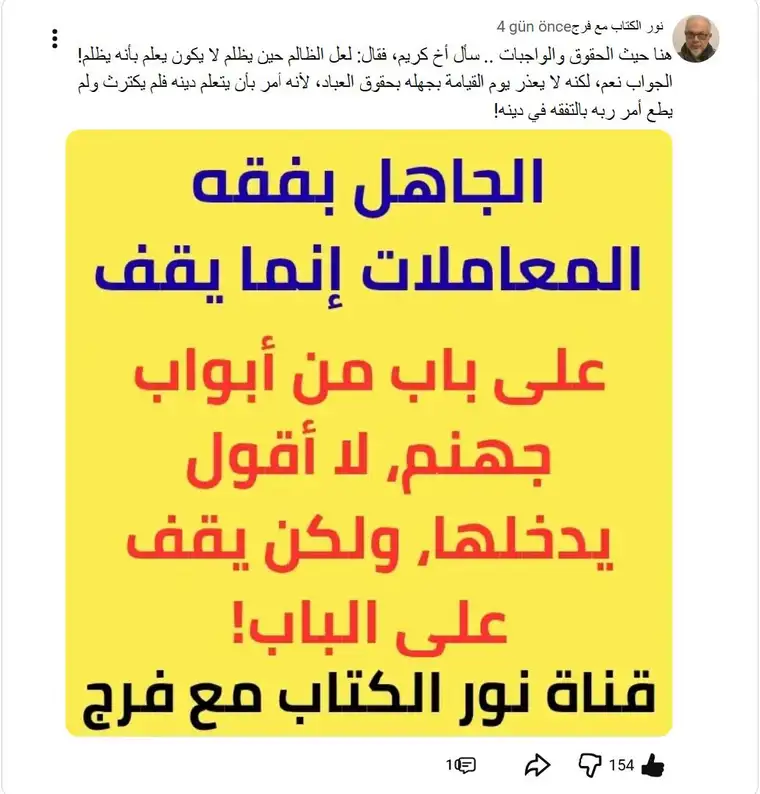 نور الكتاب مع فرج 4 gün önce
هنا حيث الحقوق والواجبات .. سأل أخ كريم، فقال: لعل الظالم حين يظلم لا يكون يعلم بأنه يظلم!
الجواب نعم، لكنه لا يعذر يوم القيامة بجهله بحقوق العباد، لأنه أمر بأن يتعلم دينه فلم يكترث ولم
يطع أمر ربه بالتفقه في دينه!
الجاهل بفقه
المعاملات إنما يقف
على باب من أبواب
جهنم، لا أقول
يدخلها، ولكن يقف
على الباب!
قناة نور الكتاب مع فرج
154 10